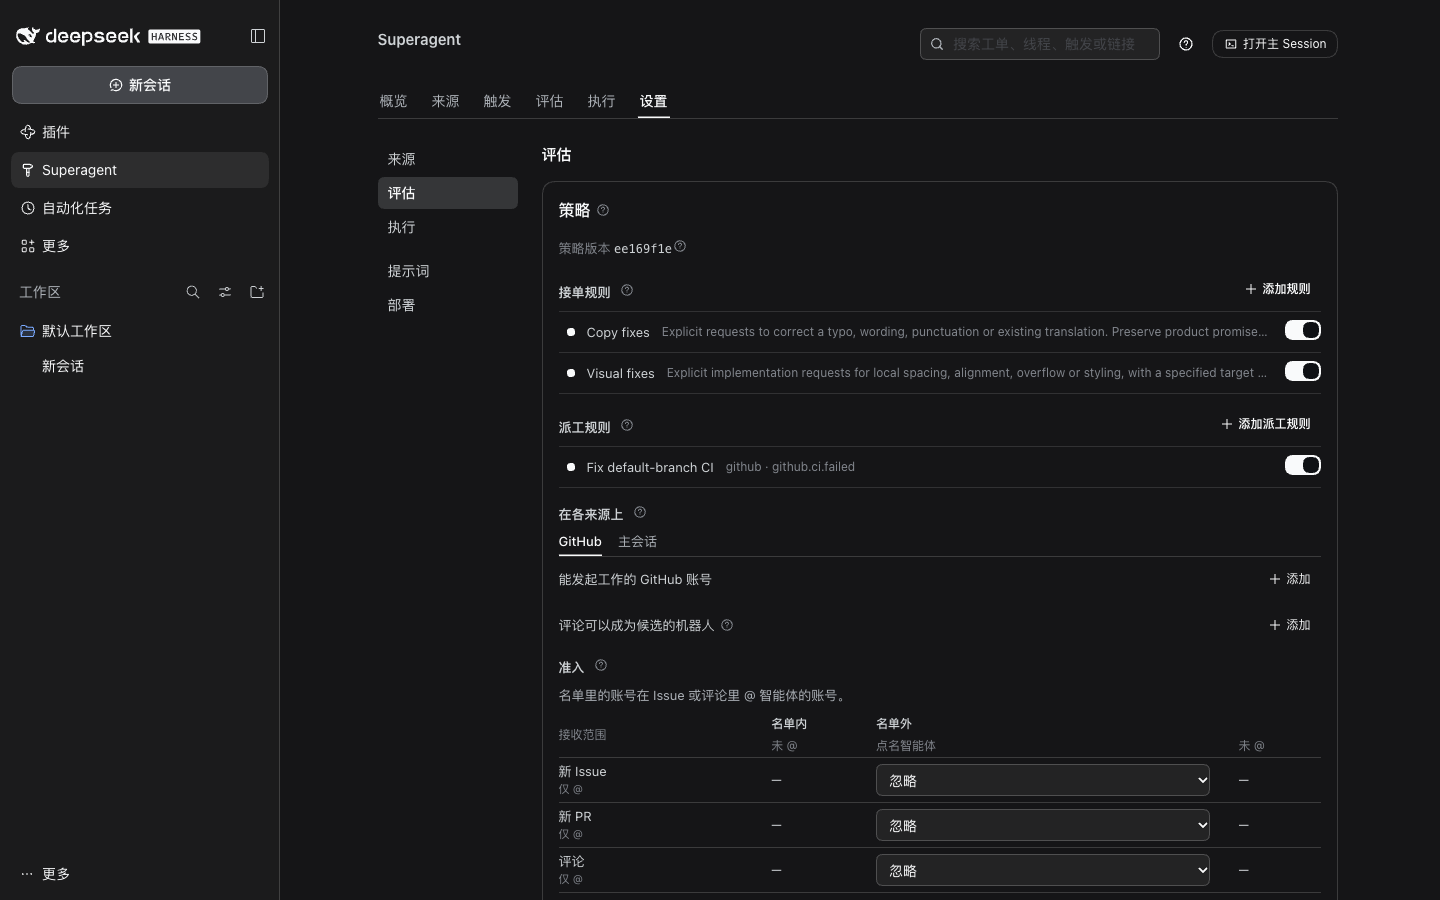 deepseek HARNESS
新会话
插件
Superagent
自动化任务
更多
工作区
默认工作区
新会话
更多
Superagent
搜索工单、线程、触发或链接
打开主 Session
概览
来源
触发
评估
执行
设置
来源
评估
执行
提示词
部署
评估
策略
策略版本 ee169f1e
接单规则
添加规则
Copy fixes Explicit requests to correct a typo, wording, punctuation or existing translation. Preserve product promise...
Visual fixes Explicit implementation requests for local spacing, alignment, overflow or styling, with a specified target ...
派工规则
添加派工规则
Fix default-branch CI github · github.ci.failed
在各来源上
GitHub 主会话
能发起工作的 GitHub 账号
添加
评论可以成为候选的机器人
添加
准入
名单里的账号在 Issue 或评论里 @ 智能体的账号。
接收范围
名单内
未 @
名单外
点名智能体
未 @
新 Issue
仅 @
— 忽略 —
新 PR
仅 @
— 忽略 —
评论
仅 @
— 忽略 —